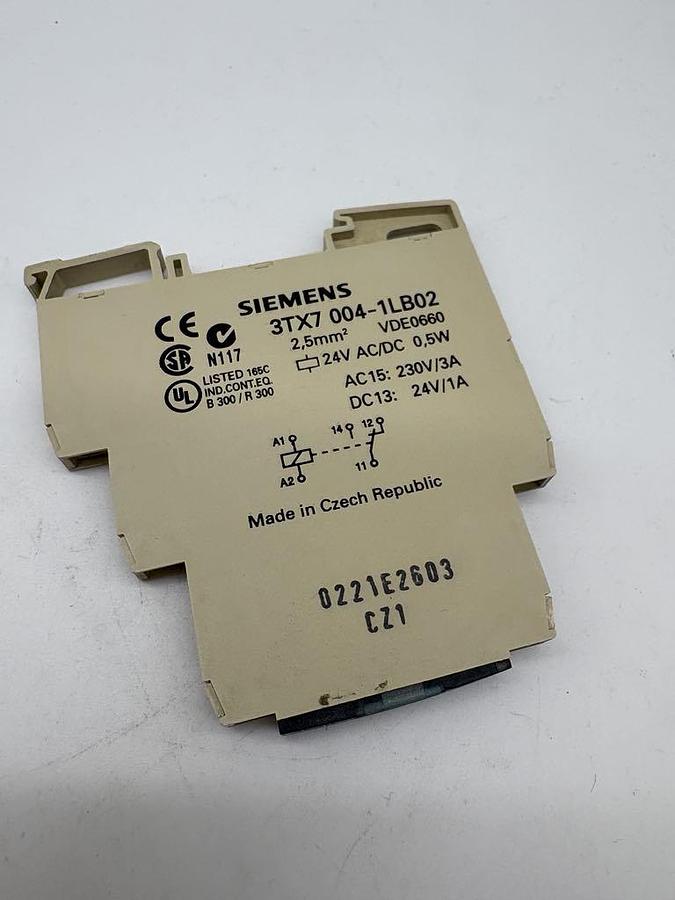 SIEMENS
3TX7 004-1LB02
CE
N117
2,5mm² VDE0660
24V AC/DC 0,5W
SA
UL
LISTED 165C
IND.CONT.EQ.
B 300 / R 300
AC15: 230V/3A
DC13: 24V/1A
A1 14 12
A2 11
Made in Czech Republic
0221E2603
CZ1